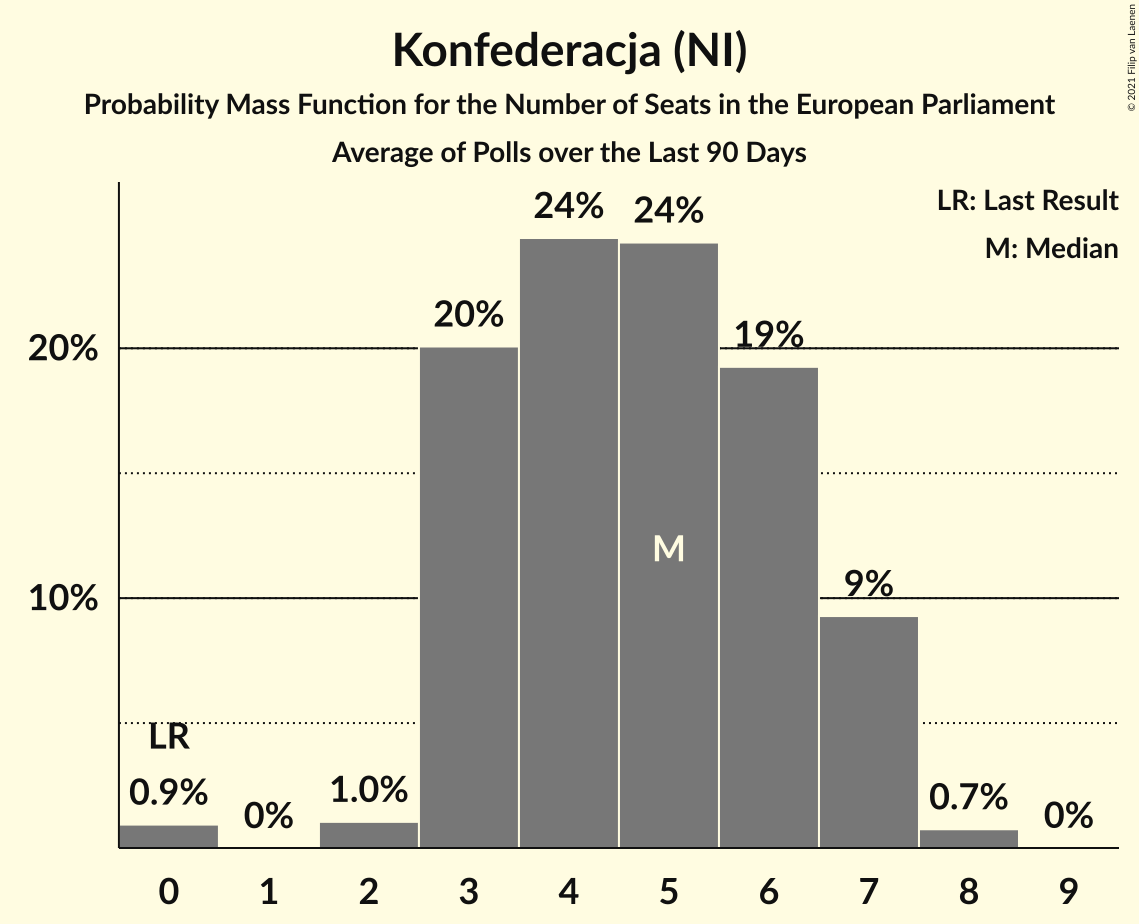 Konfederacja (NI)
Probability Mass Function for the Number of Seats in the European Parliament
Average of Polls over the Last 90 Days
© 2021 Filip van Laenen
LR: Last Result
M: Median
24%
24%
20%
19%
20%
M
9%
10%
LR
0.9%
0%
1.0%
0.7%
0%
0 1 2 3 4 5 6 7 8 9